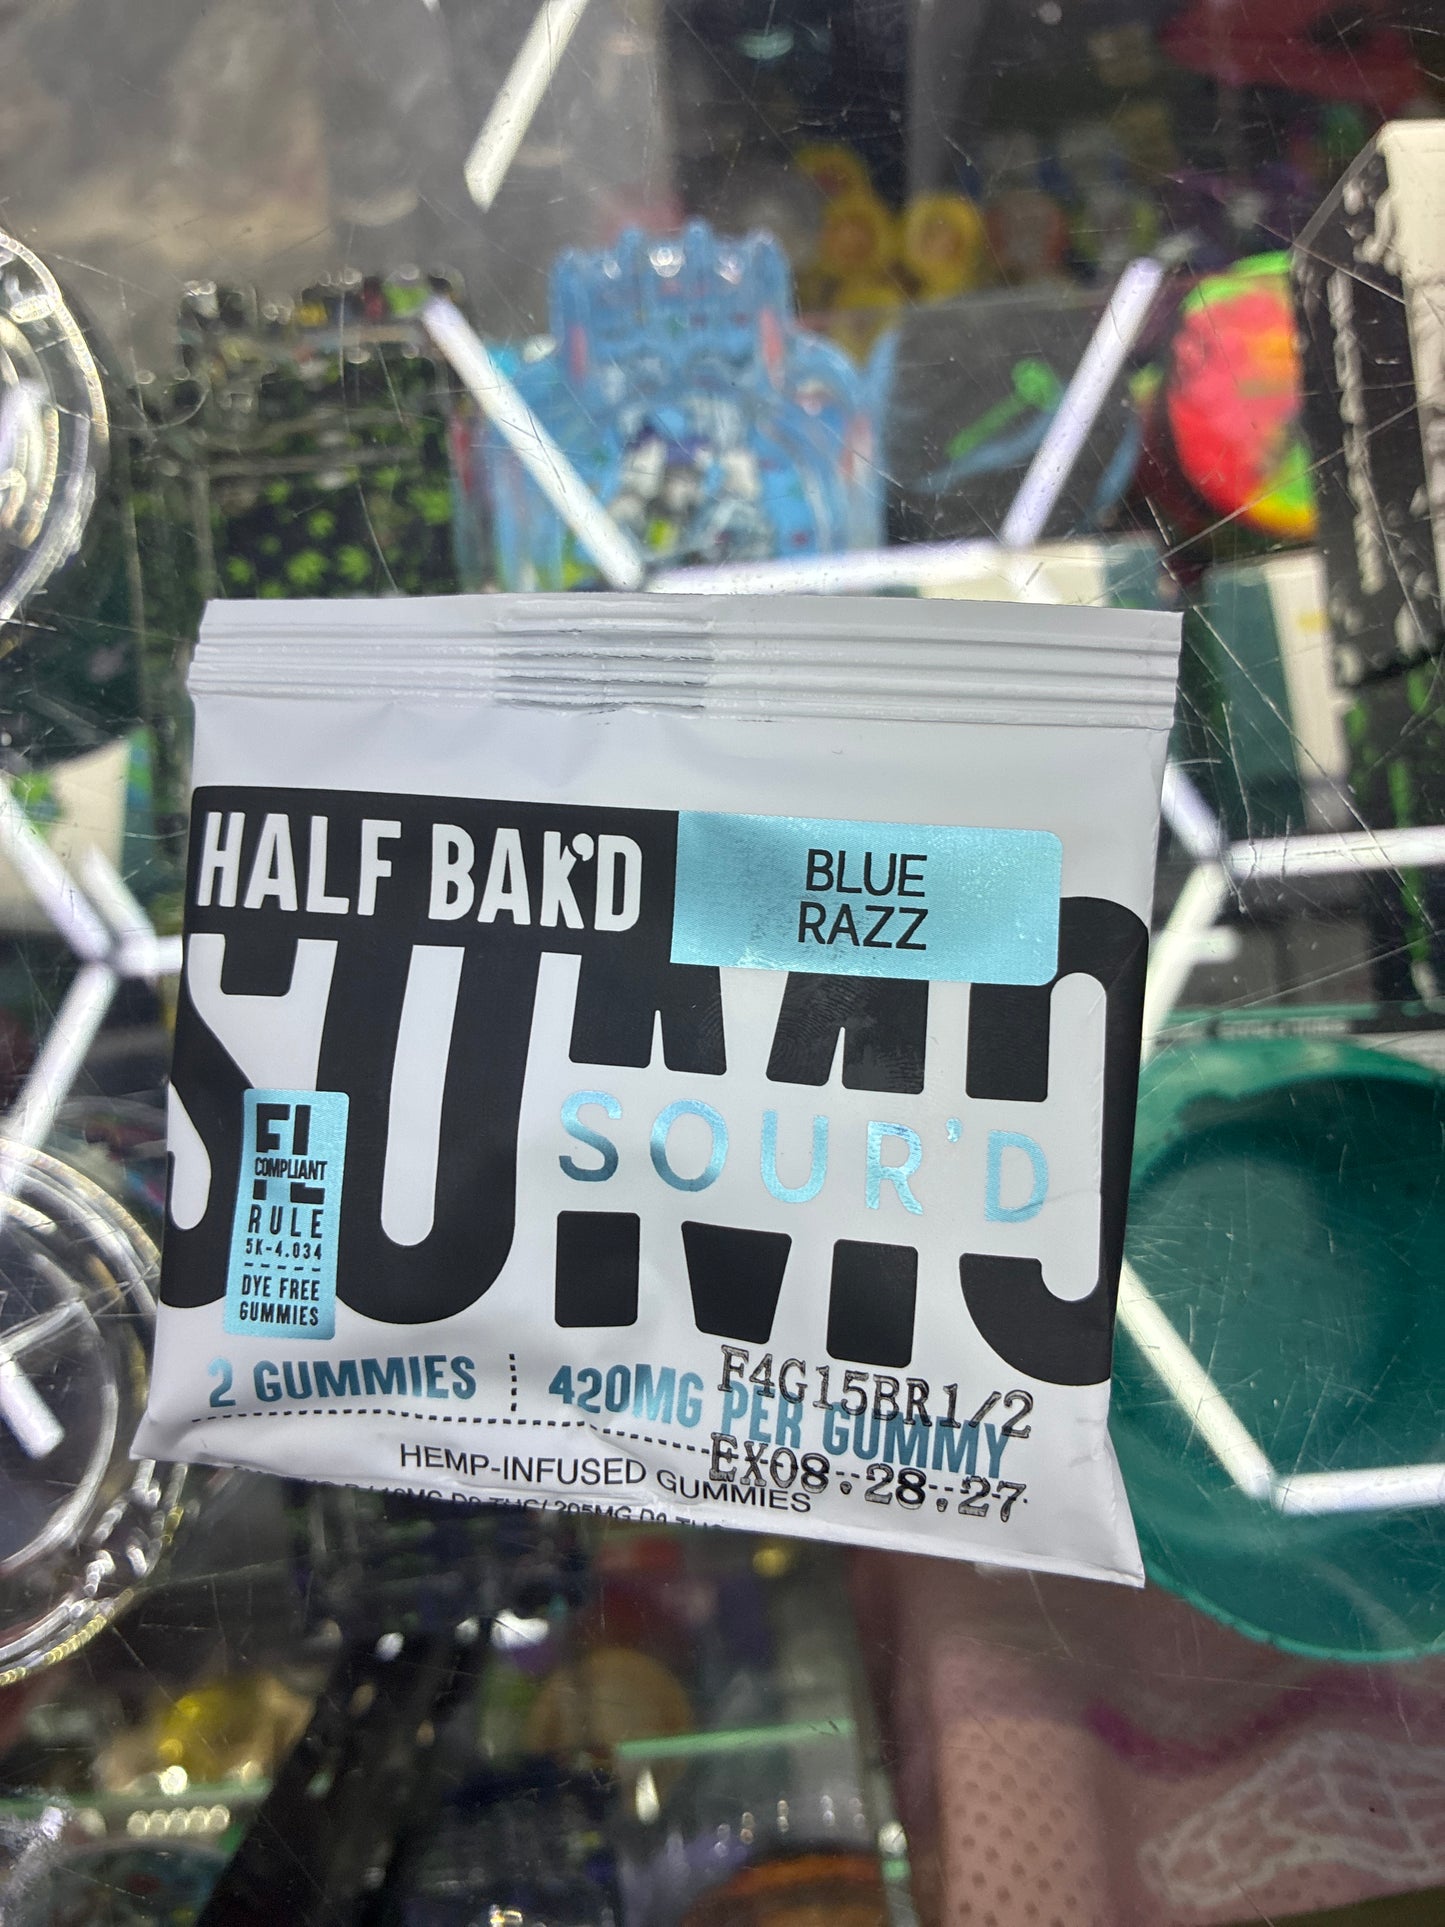 HALF BAK'D
BLUE
RAZZ
SOUR'D
FL
COMPLIANT
RULE
5K-4.034
DYE FREE
GUMMIES
2 GUMMIES
420MG PER GUMMY
F4G15BR1/2
EX08.28.27
HEMP-INFUSED GUMMIES